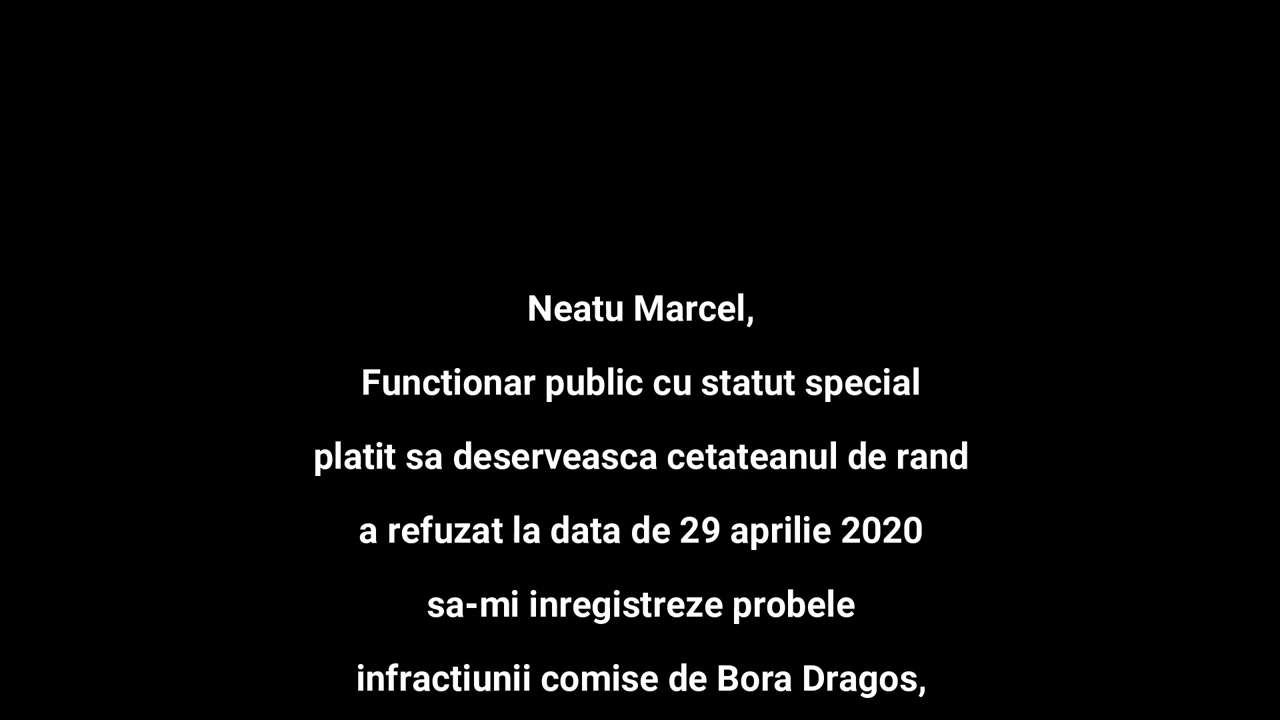 Neatu Marcel,
Functionar public cu statut special
platit sa deserveasca cetateanul de rand
a refuzat la data de 29 aprilie 2020
sa-mi inregistreze probele
infractiunii comise de Bora Dragos,